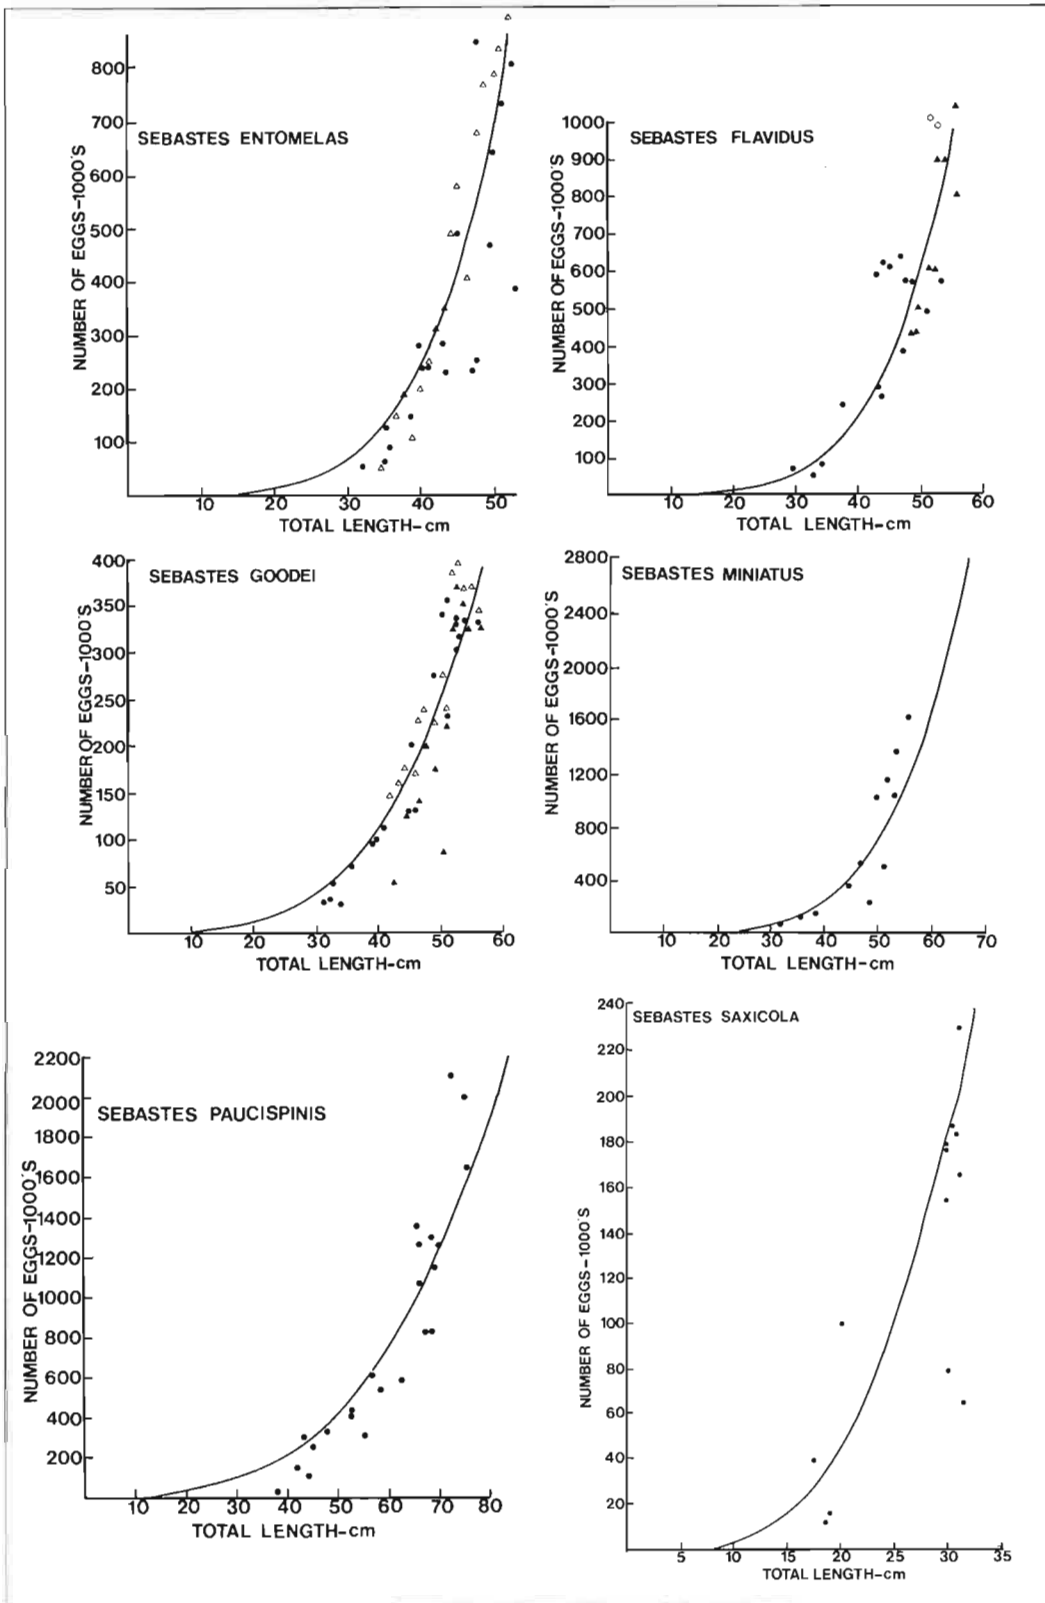 SEBASTES ENTOMELAS
NUMBER OF EGGS-1000'S
800
700
600
500
400
300
200
100
10 20 30 40 50
TOTAL LENGTH-cm
SEBASTES FLAVIDUS
NUMBER OF EGGS-1000'S
1000
900
800
700
600
500
400
300
200
100
10 20 30 40 50 60
TOTAL LENGTH-cm
SEBASTES GOODEI
NUMBER OF EGGS-1000'S
400
350
300
250
200
150
100
50
10 20 30 40 50 60
TOTAL LENGTH-cm
SEBASTES MINIATUS
NUMBER OF EGGS-1000'S
2800
2400
2000
1600
1200
800
400
10 20 30 40 50 60 70
TOTAL LENGTH-cm
SEBASTES PAUCISPINIS
NUMBER OF EGGS-1000'S
2200
2000
1800
1600
1400
1200
1000
800
600
400
200
10 20 30 40 50 60 70 80
TOTAL LENGTH-cm
SEBASTES SAXICOLA
NUMBER OF EGGS-1000'S
240
220
200
180
160
140
120
100
80
60
40
20
5 10 15 20 25 30 35
TOTAL LENGTH-cm